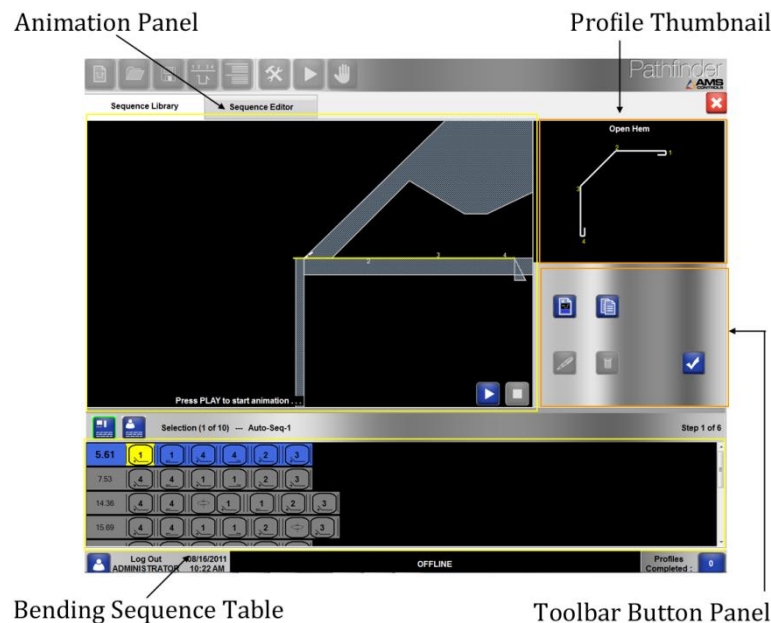 Animation Panel
Profile Thumbnail
Pathfinder
AMS
CONTROLS
Sequence Library
Sequence Editor
Open Hem
2
1
3
4
2 3 4
Press PLAY to start animation . . .
Selection (1 of 10) --- Auto-Seq-1
Step 1 of 6
5.61 1 1 4 4 2 3
7.53 4 4 1 1 2 3
14.36 4 4 1 1 2 3
15.69 4 4 1 1 2 3
Log Out
ADMINISTRATOR
08/16/2011
10:22 AM
OFFLINE
Profiles
Completed :
0
Bending Sequence Table
Toolbar Button Panel